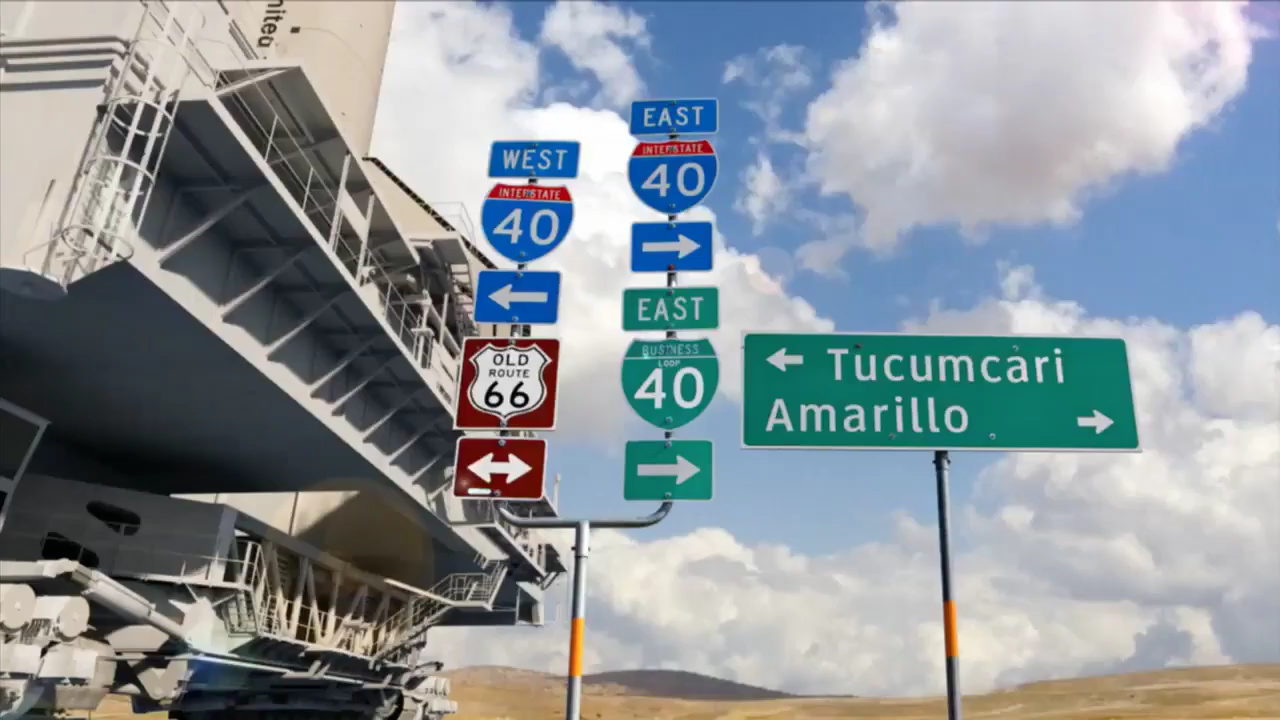 WEST
INTERSTATE
40
OLD
ROUTE
66
EAST
INTERSTATE
40
EAST
BUSINESS
LOOP
40
Tucumcari
Amarillo